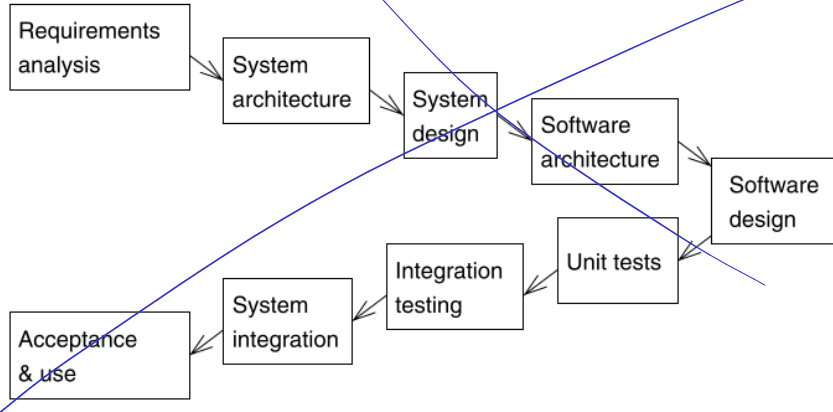 Requirements
analysis
System
architecture
System
design
Software
architecture
Software
design
Unit tests
Integration
testing
System
integration
Acceptance
& use